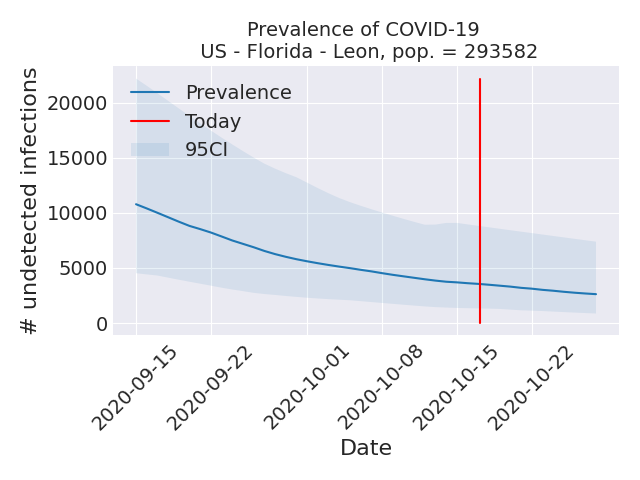 Prevalence of COVID-19
US - Florida - Leon, pop. = 293582
# undetected infections
20000
15000
10000
5000
0
Prevalence
Today
95CI
2020-09-15
2020-09-22
2020-10-01
2020-10-08
2020-10-15
2020-10-22
Date